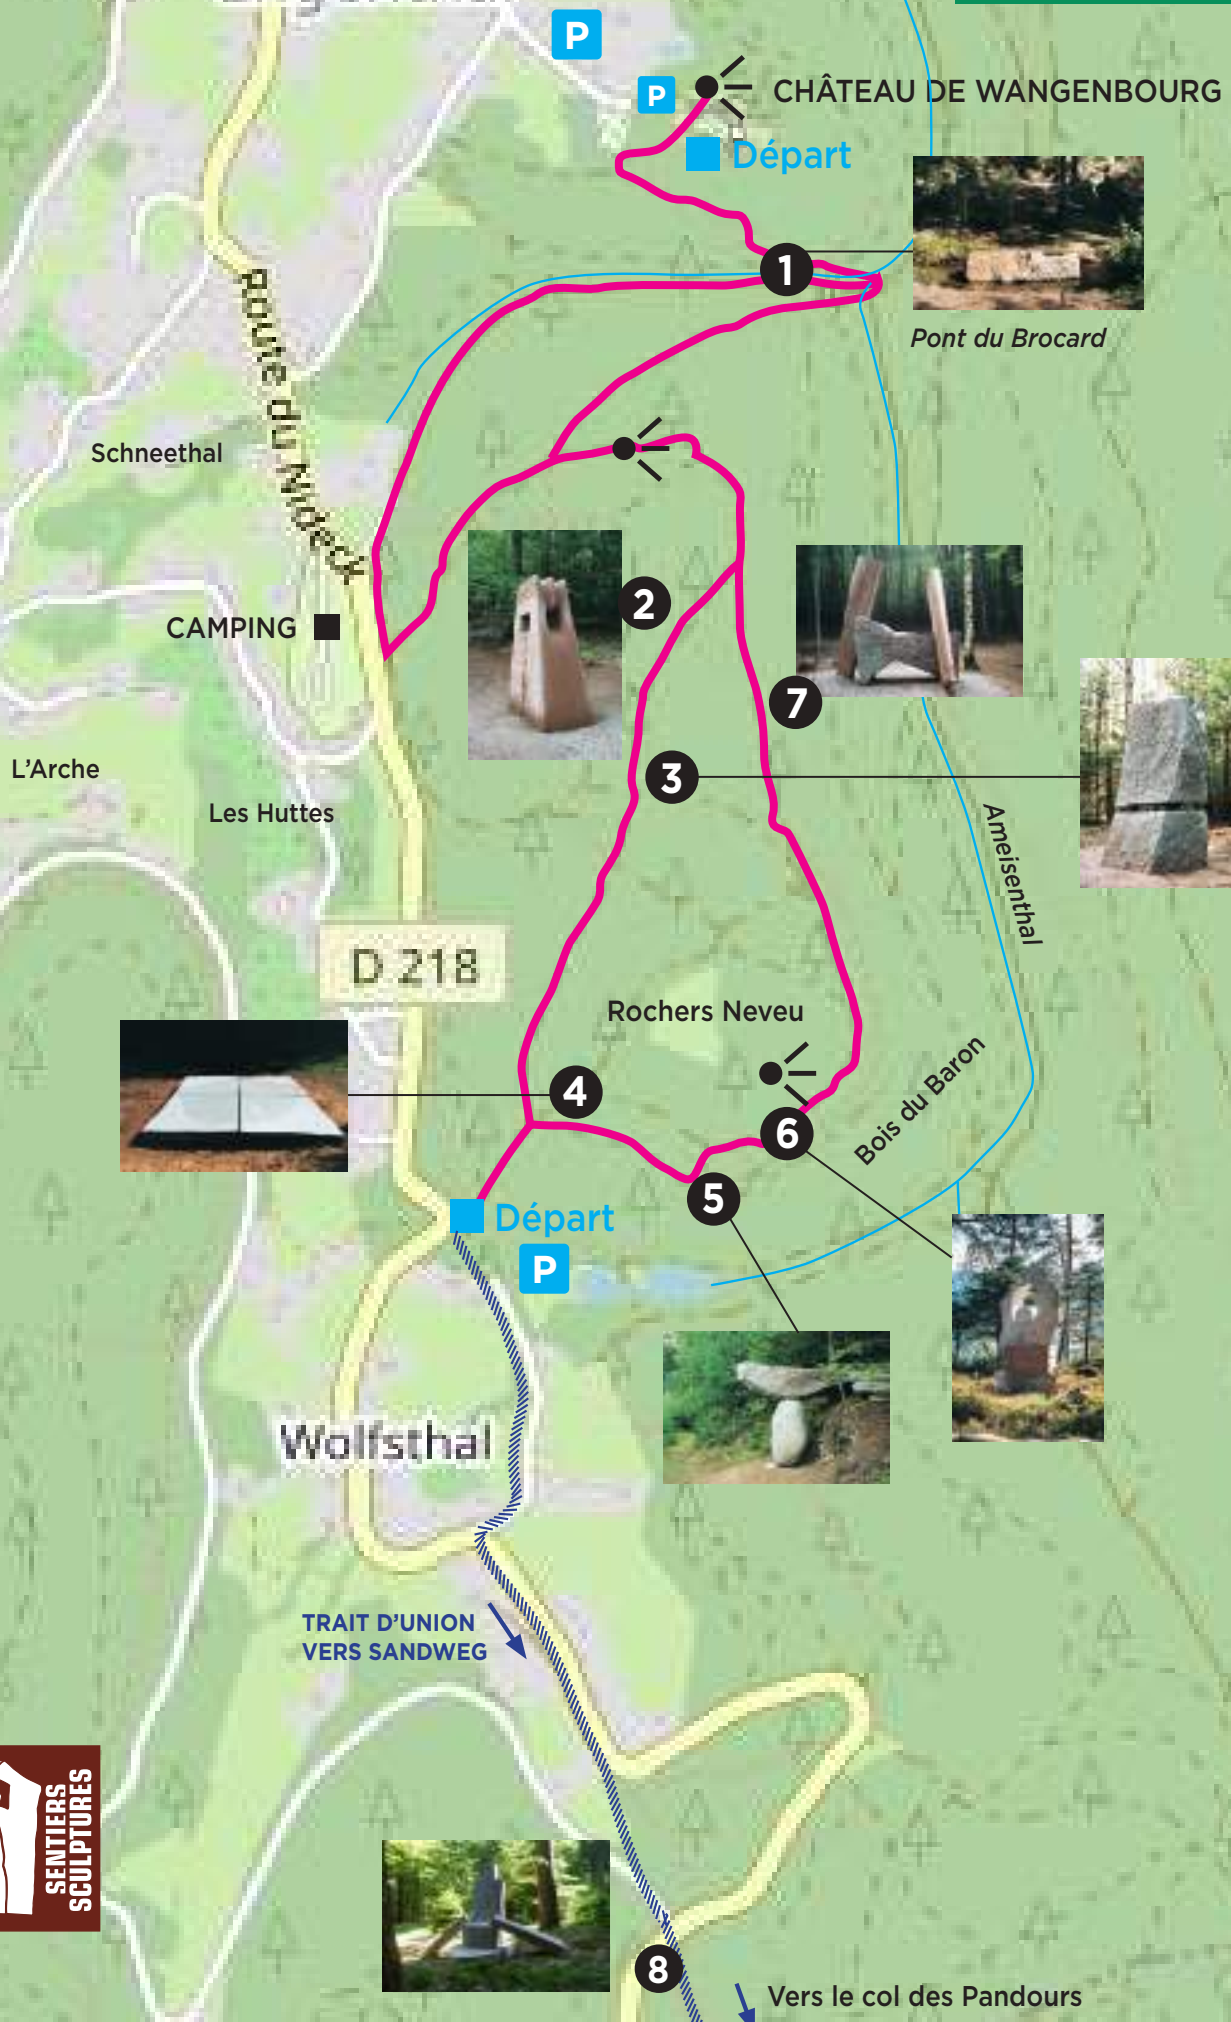 P
P
CHÂTEAU DE WANGENBOURG
Départ
1
Pont du Brocard
Route du Nideck
Schneethal
2
CAMPING
7
L'Arche
3
Les Huttes
Ameisenthal
D 218
Rochers Neveu
4
6
Bois du Baron
5
Départ
P
Wolfsthal
TRAIT D'UNION
VERS SANDWEG
SENTIERS
SCULPTURES
8
Vers le col des Pandours